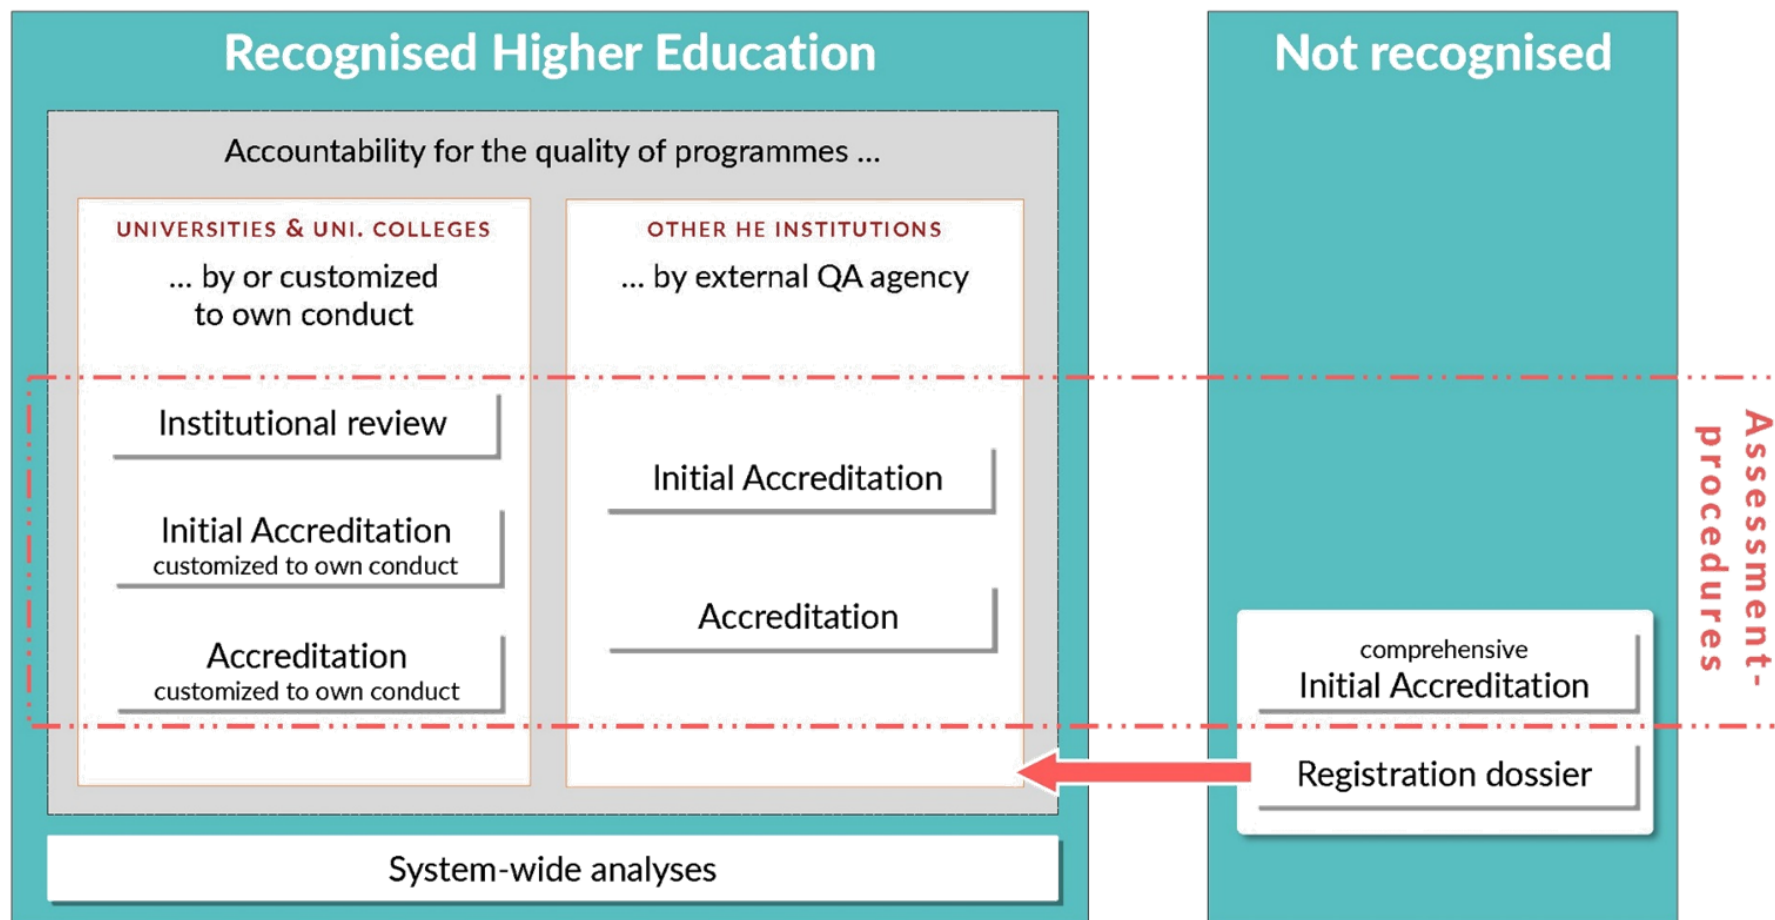 Recognised Higher Education
Accountability for the quality of programmes ...
UNIVERSITIES & UNI. COLLEGES
... by or customized
to own conduct
Institutional review
Initial Accreditation
customized to own conduct
Accreditation
customized to own conduct
OTHER HE INSTITUTIONS
... by external QA agency
Initial Accreditation
Accreditation
System-wide analyses
Not recognised
comprehensive
Initial Accreditation
Registration dossier
Assessment-
procedures